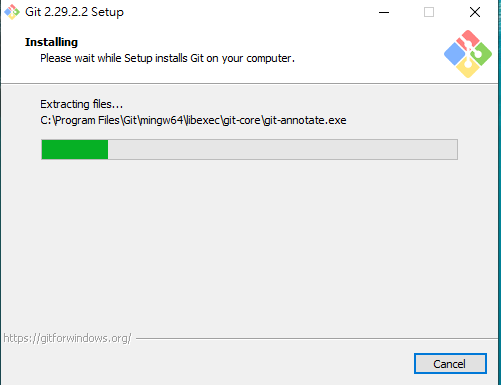 Git 2.29.2.2 Setup
Installing
Please wait while Setup installs Git on your computer.
Extracting files...
C:\Program Files\Git\mingw64\libexec\git-core\git-annotate.exe
https://gitforwindows.org/
Cancel